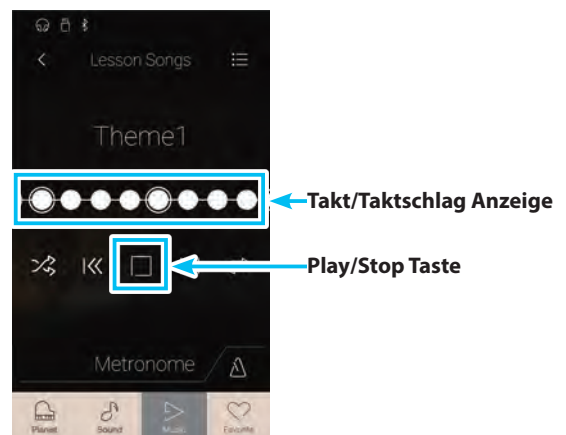 Lesson Songs
Theme1
Takt/Taktschlag Anzeige
Play/Stop Taste
Metronome
Pianist Sound Music Favorite